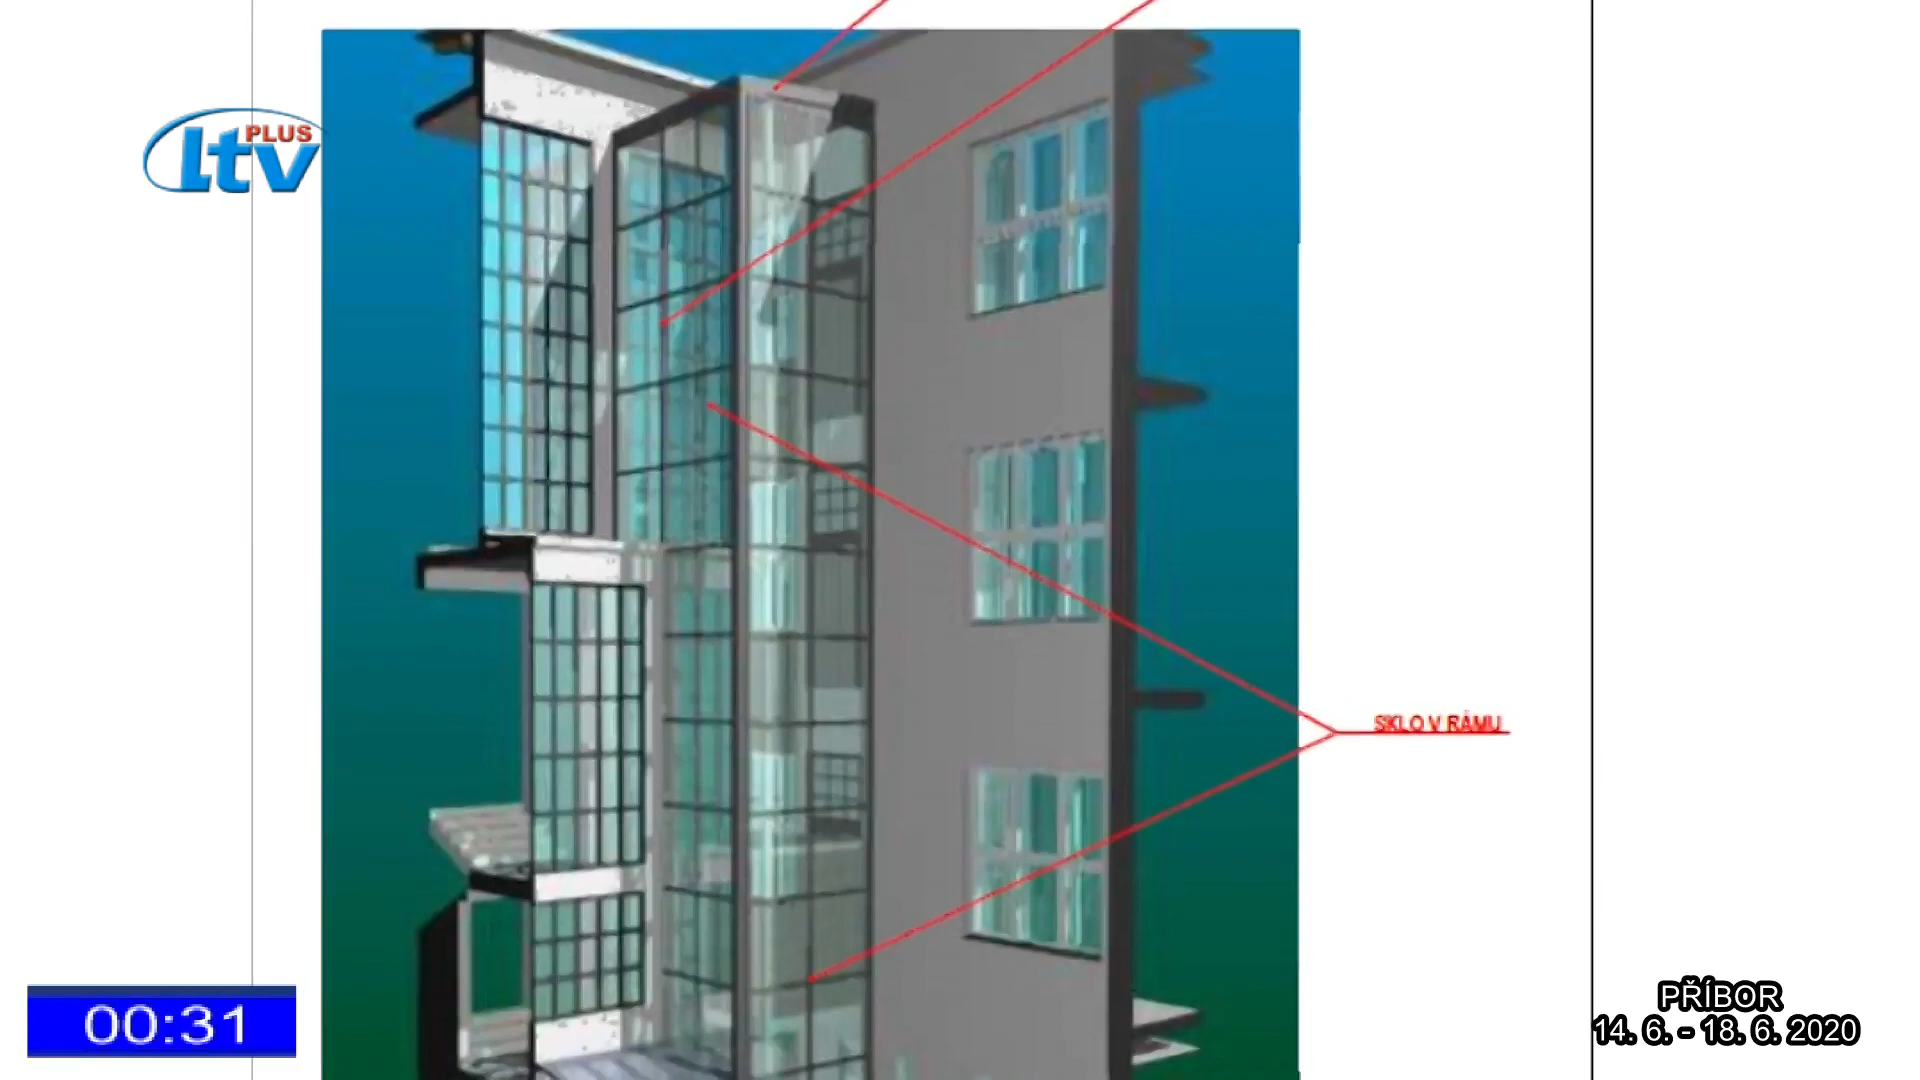 ltv PLUS
SKLO V RÁMU
00:31
PŘÍBOR
14. 6. - 18. 6. 2020